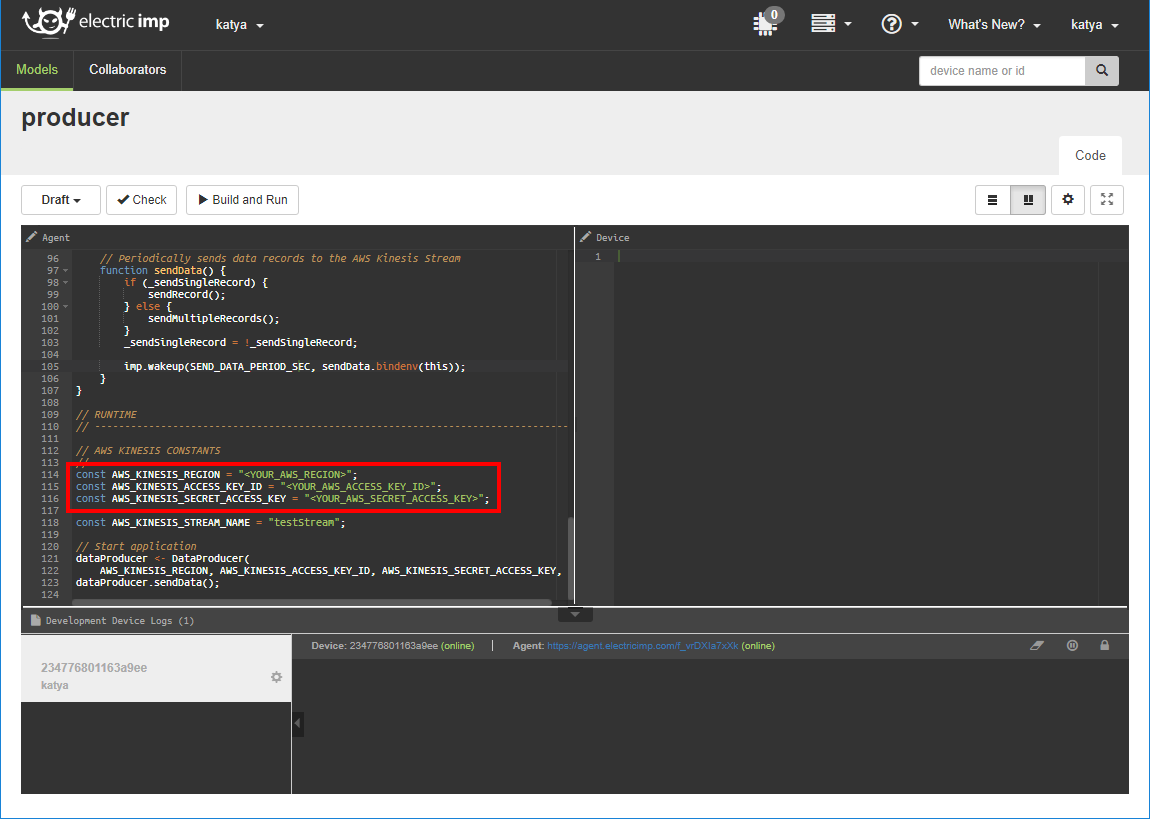 electric imp
katya
0
What's New?
katya
Models
Collaborators
device name or id
producer
Code
Draft
Check
Build and Run
Agent
96 // Periodically sends data records to the AWS Kinesis Stream
97 function sendData() {
98 if (_sendSingleRecord) {
99 sendRecord();
100 } else {
101 sendMultipleRecords();
102 }
103 _sendSingleRecord = !_sendSingleRecord;
104
105 imp.wakeup(SEND_DATA_PERIOD_SEC, sendData.bindenv(this));
106 }
107 }
108
109 // RUNTIME
110 // -------------------------------------------------------------------------------
111
112 // AWS KINESIS CONSTANTS
113 //
114 const AWS_KINESIS_REGION = "<YOUR_AWS_REGION>";
115 const AWS_KINESIS_ACCESS_KEY_ID = "<YOUR_AWS_ACCESS_KEY_ID>";
116 const AWS_KINESIS_SECRET_ACCESS_KEY = "<YOUR_AWS_SECRET_ACCESS_KEY>";
117
118 const AWS_KINESIS_STREAM_NAME = "testStream";
119
120 // Start application
121 dataProducer <- DataProducer(
122 AWS_KINESIS_REGION, AWS_KINESIS_ACCESS_KEY_ID, AWS_KINESIS_SECRET_ACCESS_KEY,
123 dataProducer.sendData();
124
Device
1
Development Device Logs (1)
234776801163a9ee
katya
Device: 234776801163a9ee (online) | Agent: https://agent.electricimp.com/f_vrDXIa7xXk (online)